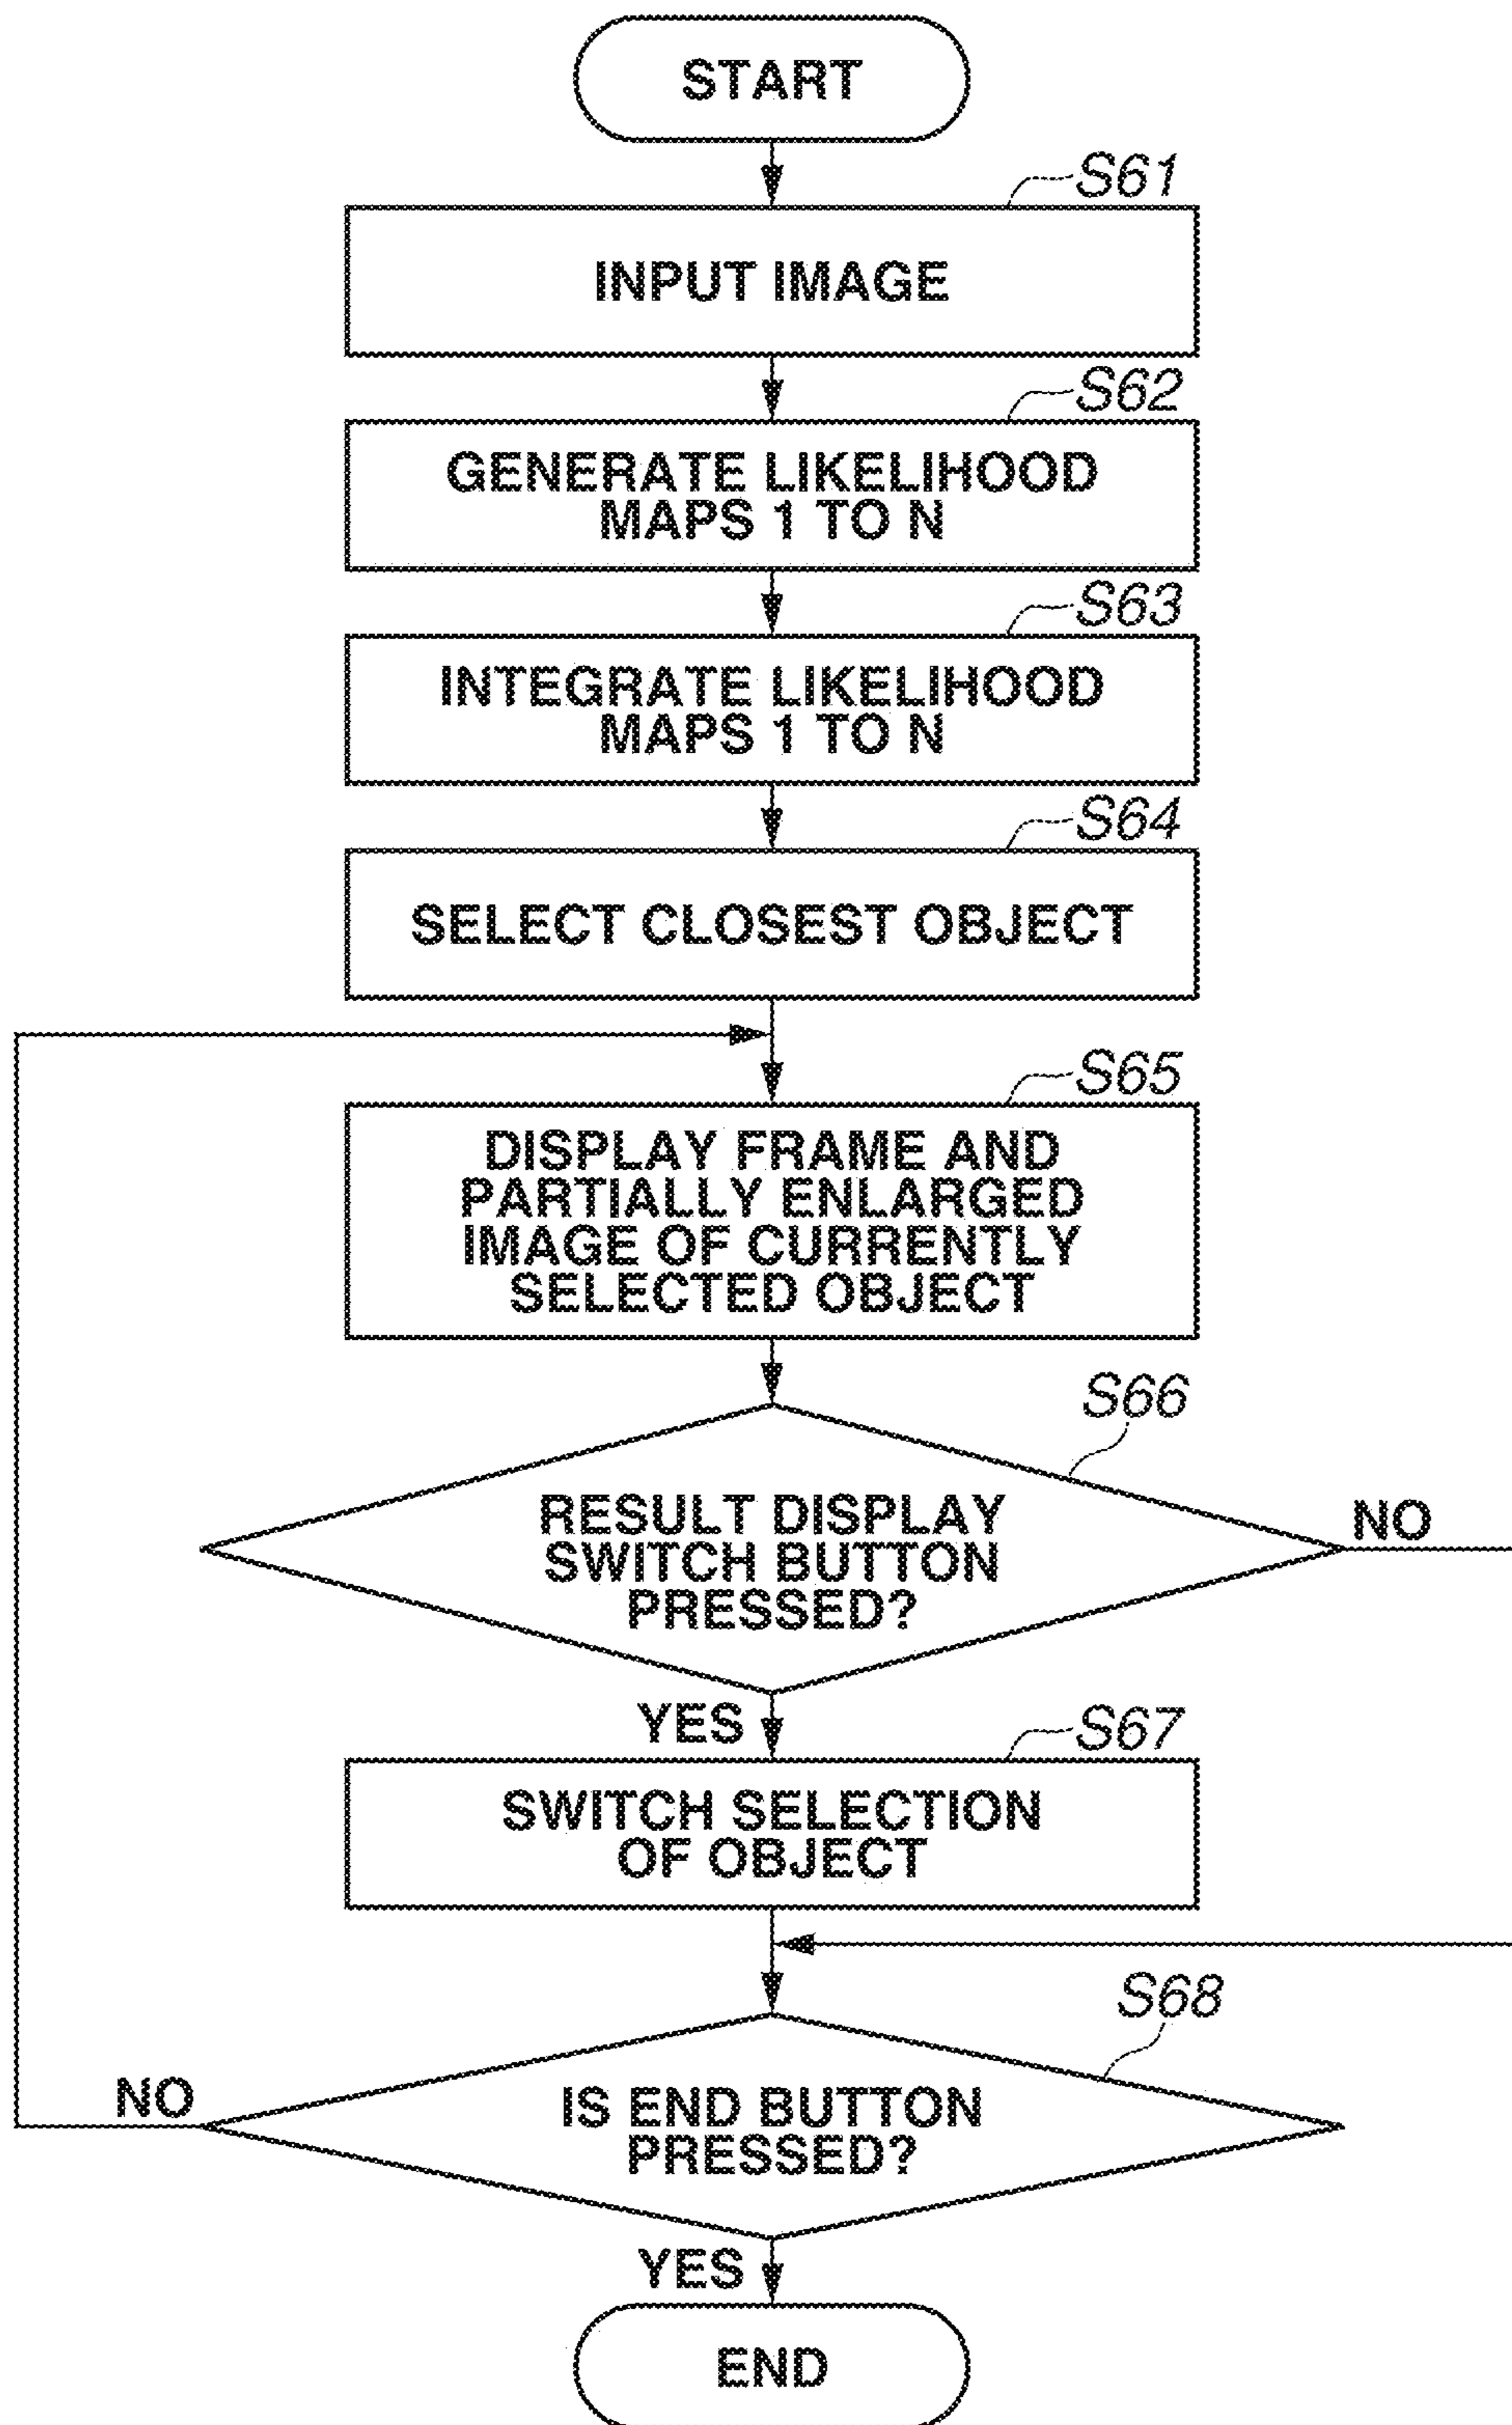 START
S61
INPUT IMAGE
S62
GENERATE LIKELIHOOD
MAPS 1 TO N
S63
INTEGRATE LIKELIHOOD
MAPS 1 TO N
S64
SELECT CLOSEST OBJECT
S65
DISPLAY FRAME AND
PARTIALLY ENLARGED
IMAGE OF CURRENTLY
SELECTED OBJECT
S66
RESULT DISPLAY
SWITCH BUTTON
PRESSED?
NO
YES
S67
SWITCH SELECTION
OF OBJECT
S68
IS END BUTTON
PRESSED?
NO
YES
END